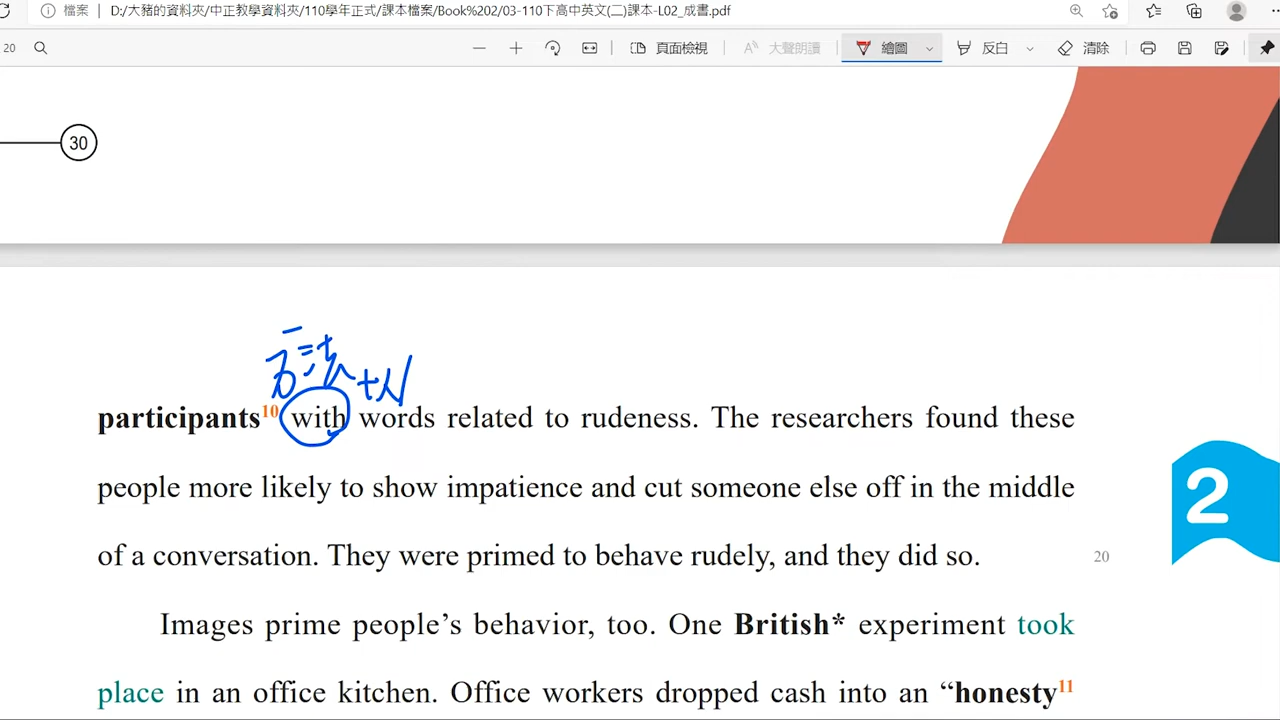 檔案 D:/大豬的資料夾/中正教學資料夾/110學年正式/課本檔案/Book%202/03-110下高中英文(二)課本-L02_成書.pdf
20 頁面檢視 大聲朗讀 繪圖 反白 清除
30
方法+N
participants10 with words related to rudeness. The researchers found these
people more likely to show impatience and cut someone else off in the middle
of a conversation. They were primed to behave rudely, and they did so. 20
2
Images prime people's behavior, too. One British* experiment took
place in an office kitchen. Office workers dropped cash into an “honesty11